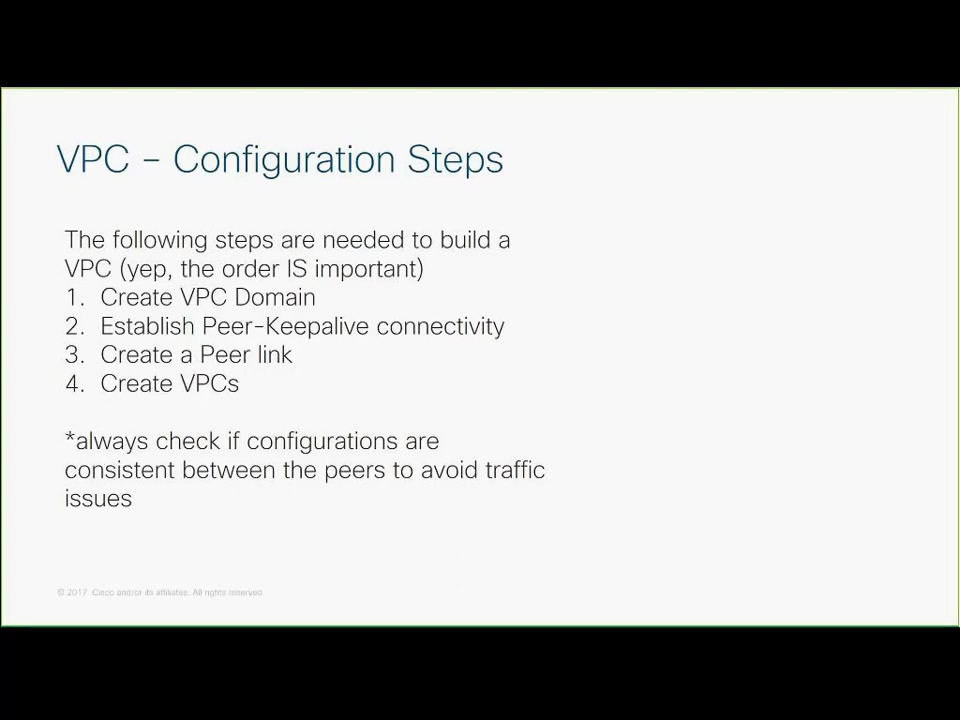 VPC – Configuration Steps
The following steps are needed to build a
VPC (yep, the order IS important)
1. Create VPC Domain
2. Establish Peer-Keepalive connectivity
3. Create a Peer link
4. Create VPCs
*always check if configurations are
consistent between the peers to avoid traffic
issues
© 2017 Cisco and/or its affiliates. All rights reserved